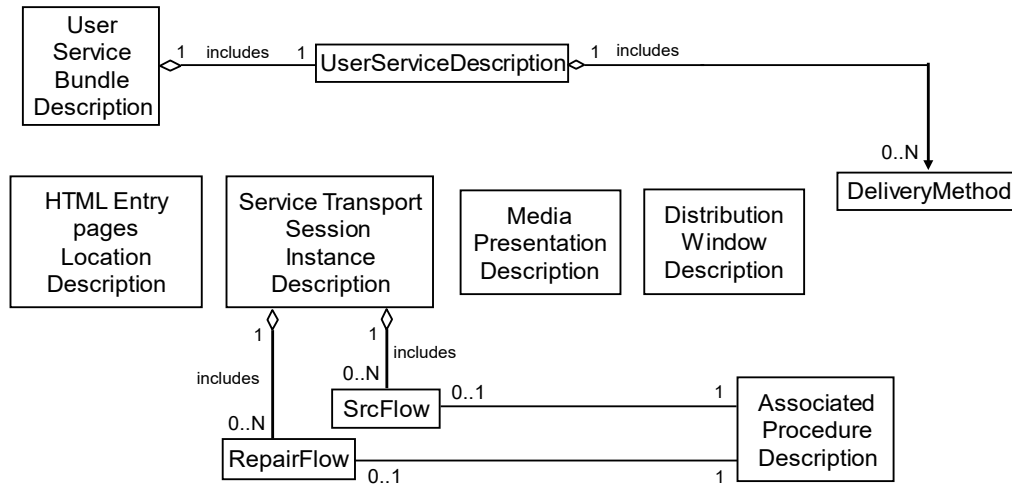 User
Service
Bundle
Description
1 includes 1
UserServiceDescription
1 includes
0..N
DeliveryMethod
HTML Entry
pages
Location
Description
Service Transport
Session
Instance
Description
Media
Presentation
Description
Distribution
Window
Description
1
1
includes
includes
0..N
0..N
SrcFlow
0..1
1
RepairFlow
0..1
1
Associated
Procedure
Description